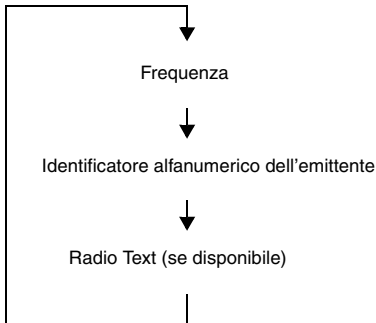 Frequenza
Identificatore alfanumerico dell'emittente
Radio Text (se disponibile)